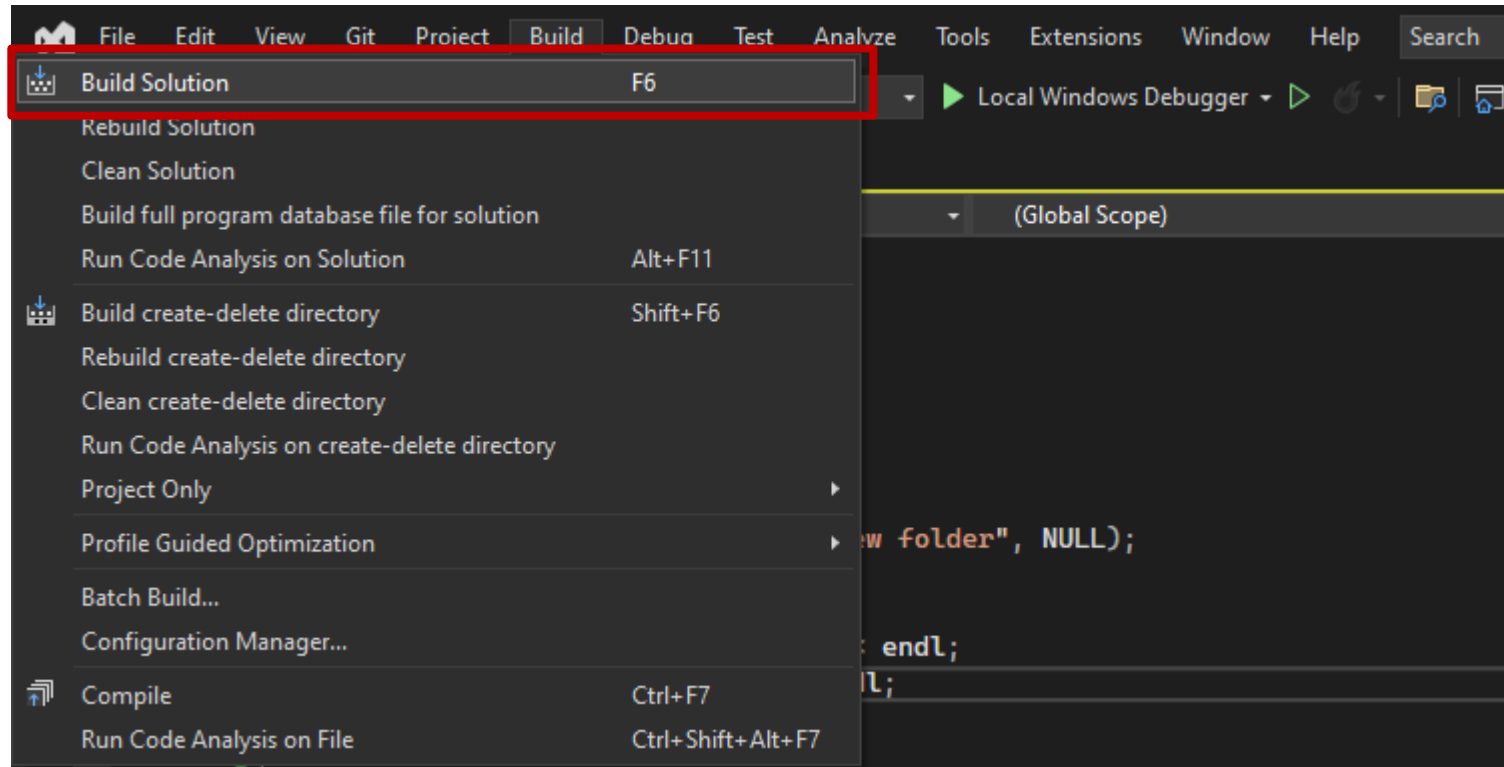 File Edit View Git Project Build Debug Test Analyze Tools Extensions Window Help Search
Build Solution F6
Local Windows Debugger
Rebuild Solution
Clean Solution
Build full program database file for solution
(Global Scope)
Run Code Analysis on Solution Alt+F11
Build create-delete directory Shift+F6
Rebuild create-delete directory
Clean create-delete directory
Run Code Analysis on create-delete directory
Project Only
Profile Guided Optimization
w folder", NULL);
Batch Build...
Configuration Manager...
endl;
Compile Ctrl+F7
l;
Run Code Analysis on File Ctrl+Shift+Alt+F7